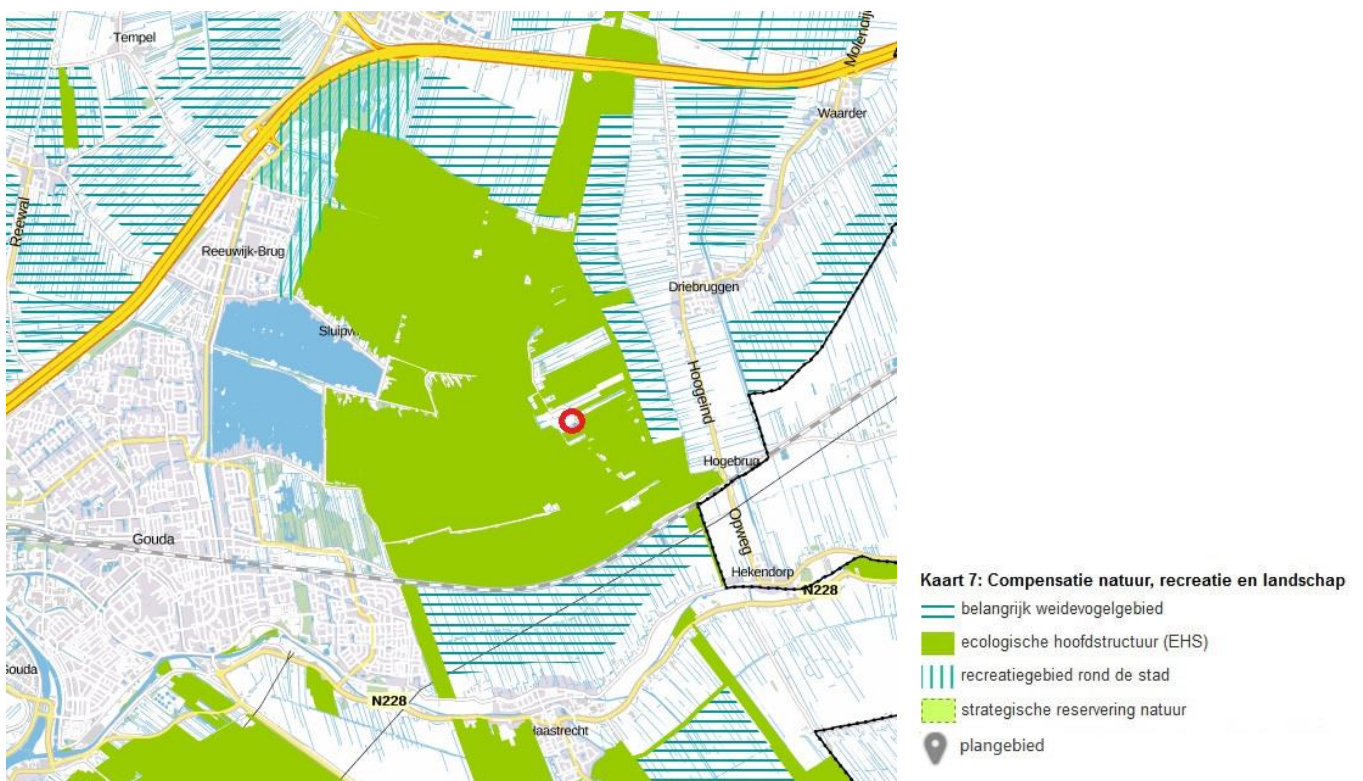 Tempel
Molendijk
Waarder
Reewal
Reeuwijk-Brug
Driebruggen
Sluipw
Hoogeind
Hogebrug
Gouda
Opweg
Hekendorp
N228
Gouda
N228
Haastrecht
Kaart 7: Compensatie natuur, recreatie en landschap
belangrijk weidevogelgebied
ecologische hoofdstructuur (EHS)
recreatiegebied rond de stad
strategische reservering natuur
plangebied